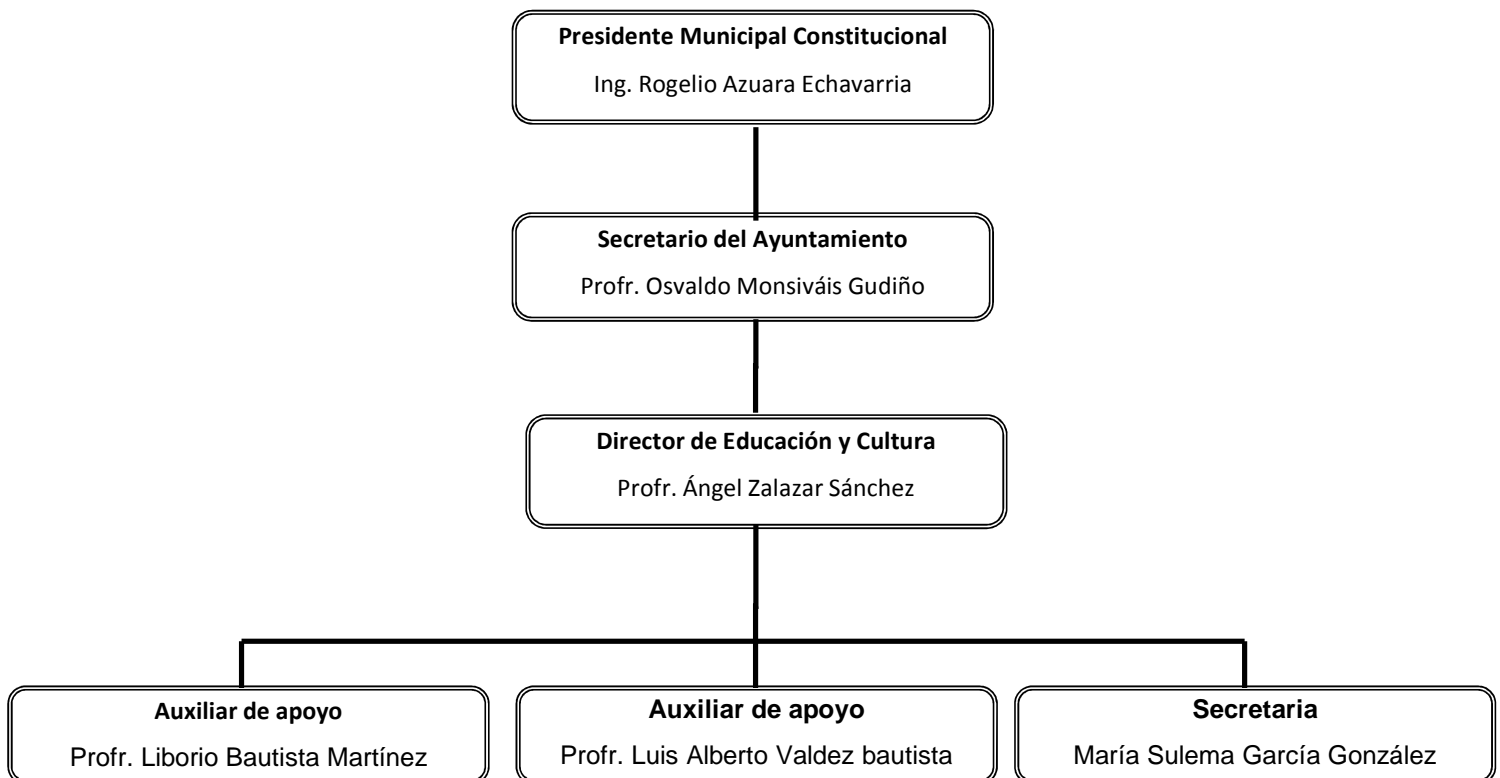 Presidente Municipal Constitucional
Ing. Rogelio Azuara Echavarria
Secretario del Ayuntamiento
Profr. Osvaldo Monsiváis Gudiño
Director de Educación y Cultura
Profr. Ángel Zalazar Sánchez
Auxiliar de apoyo
Profr. Liborio Bautista Martínez
Auxiliar de apoyo
Profr. Luis Alberto Valdez bautista
Secretaria
María Sulema García González